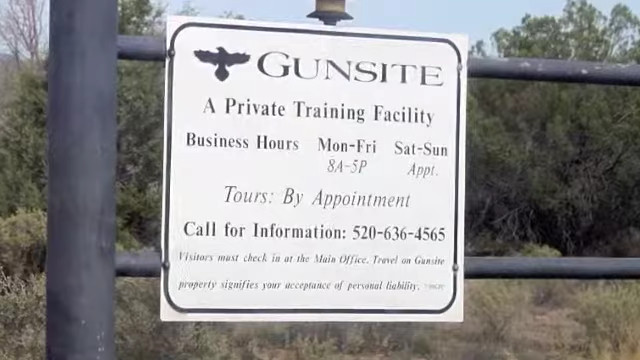 GUNSITE
A Private Training Facility
Business Hours Mon-Fri Sat-Sun
8A-5P Appt.
Tours: By Appointment
Call for Information: 520-636-4565
Visitors must check in at the Main Office. Travel on Gunsite
property signifies your acceptance of personal liability.